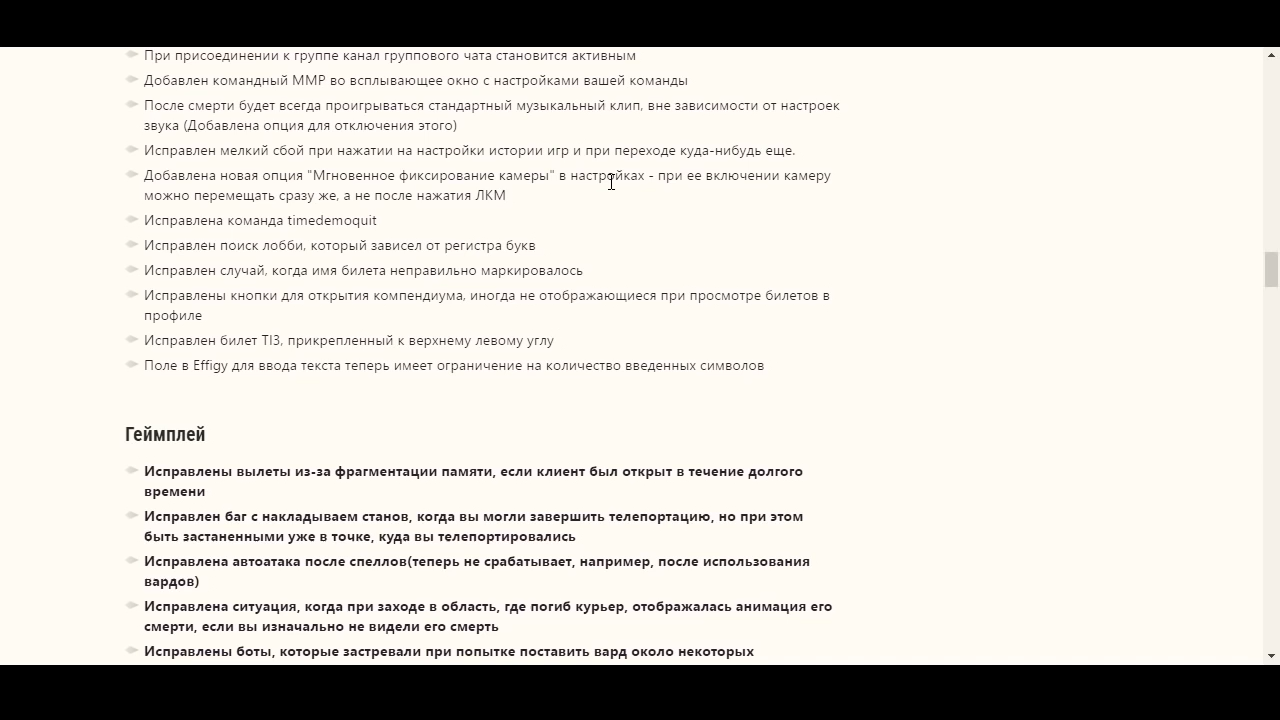 При присоединении к группе канал группового чата становится активным
Добавлен командный ММР во всплывающее окно с настройками вашей команды
После смерти будет всегда проигрываться стандартный музыкальный клип, вне зависимости от настроек
звука (Добавлена опция для отключения этого)
Исправлен мелкий сбой при нажатии на настройки истории игр и при переходе куда-нибудь еще.
Добавлена новая опция "Мгновенное фиксирование камеры" в настройках - при ее включении камеру
можно перемещать сразу же, а не после нажатия ЛКМ
Исправлена команда timedemoquit
Исправлен поиск лобби, который зависел от регистра букв
Исправлен случай, когда имя билета неправильно маркировалось
Исправлены кнопки для открытия компендиума, иногда не отображающиеся при просмотре билетов в
профиле
Исправлен билет TI3, прикрепленный к верхнему левому углу
Поле в Effigy для ввода текста теперь имеет ограничение на количество введенных символов
Геймплей
Исправлены вылеты из-за фрагментации памяти, если клиент был открыт в течение долгого
времени
Исправлен баг с накладываем станов, когда вы могли завершить телепортацию, но при этом
быть застаненными уже в точке, куда вы телепортировались
Исправлена автоатака после спеллов(теперь не срабатывает, например, после использования
вардов)
Исправлена ситуация, когда при заходе в область, где погиб курьер, отображалась анимация его
смерти, если вы изначально не видели его смерть
Исправлены боты, которые застревали при попытке поставить вард около некоторых